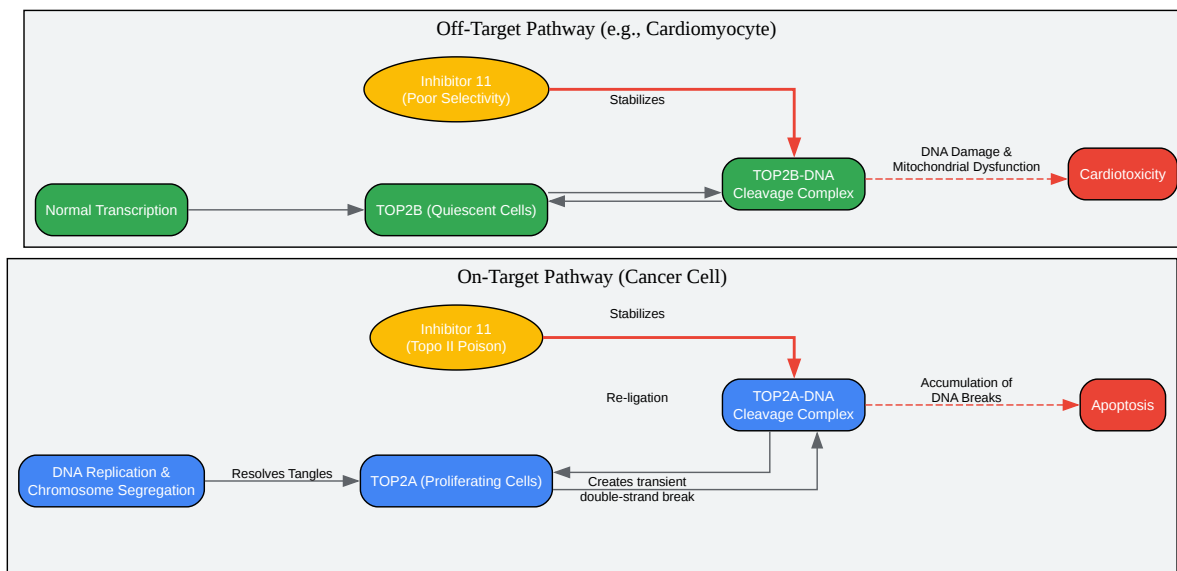 Off-Target Pathway (e.g., Cardiomyocyte)
Inhibitor 11
(Poor Selectivity)
Stabilizes
DNA Damage &
Mitochondrial Dysfunction
TOP2B-DNA
Cleavage Complex
Cardiotoxicity
Normal Transcription
TOP2B (Quiescent Cells)
On-Target Pathway (Cancer Cell)
Inhibitor 11
(Topo II Poison)
Stabilizes
Re-ligation
TOP2A-DNA
Cleavage Complex
Accumulation of
DNA Breaks
Apoptosis
DNA Replication &
Chromosome Segregation
Resolves Tangles
TOP2A (Proliferating Cells)
Creates transient
double-strand break